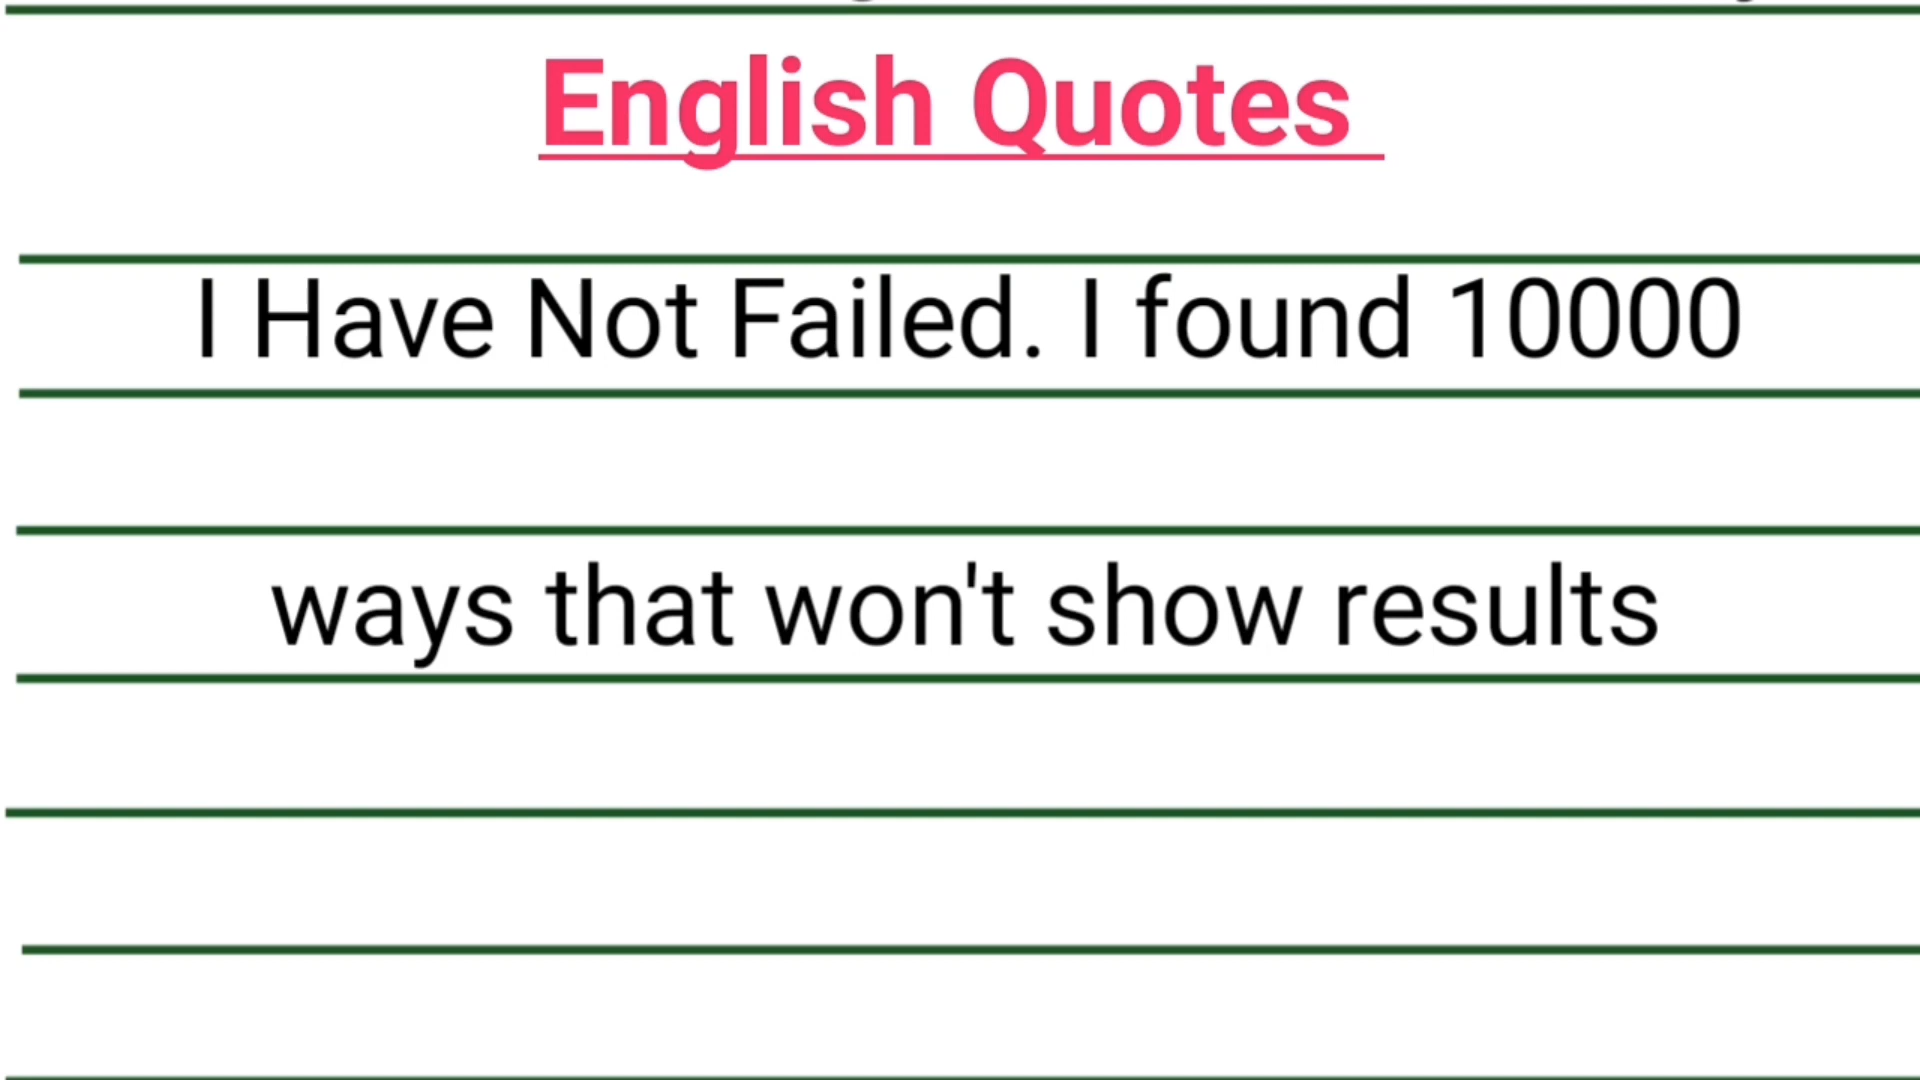 English Quotes
I Have Not Failed. I found 10000
ways that won't show results